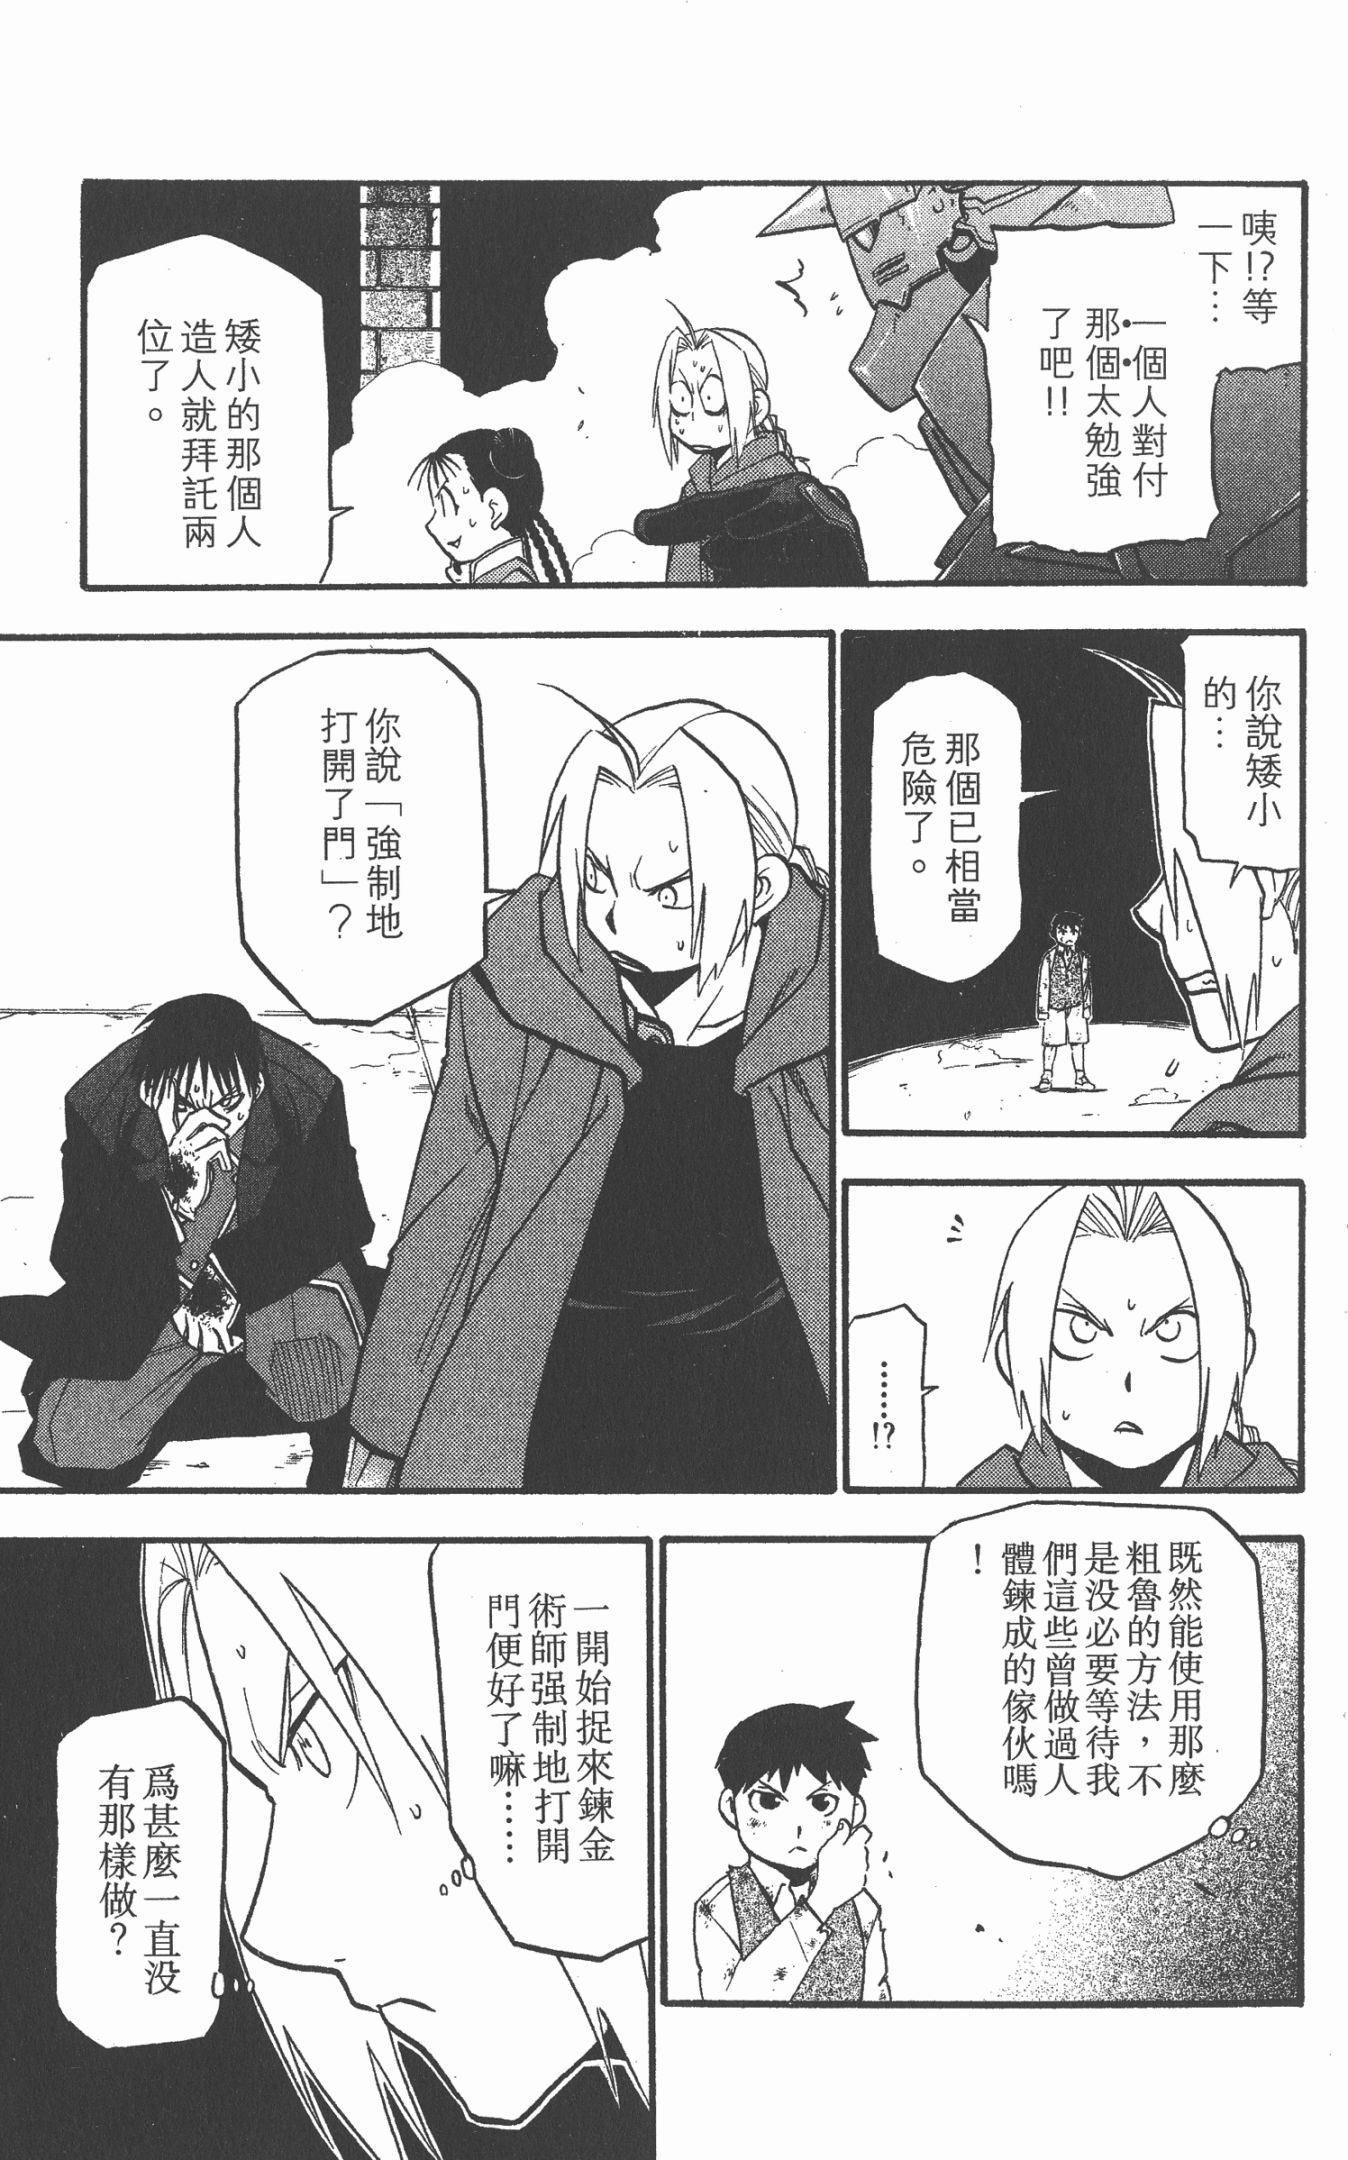 咦!?等
一下…
一個人對付
那個太勉強
了吧!!
矮小的那個人
造人就拜託兩
位了。
你說矮小
的…
那個已相當
危險了。
……!?
你說「強制地
打開了門」？
既然能使用那麼
粗魯的方法，不
是没必要等待我
們這些曾做過人
體鍊成的傢伙嗎
！
一開始捉來鍊金
術師强制地打開
門便好了嘛……
爲甚麼一直没
有那樣做？